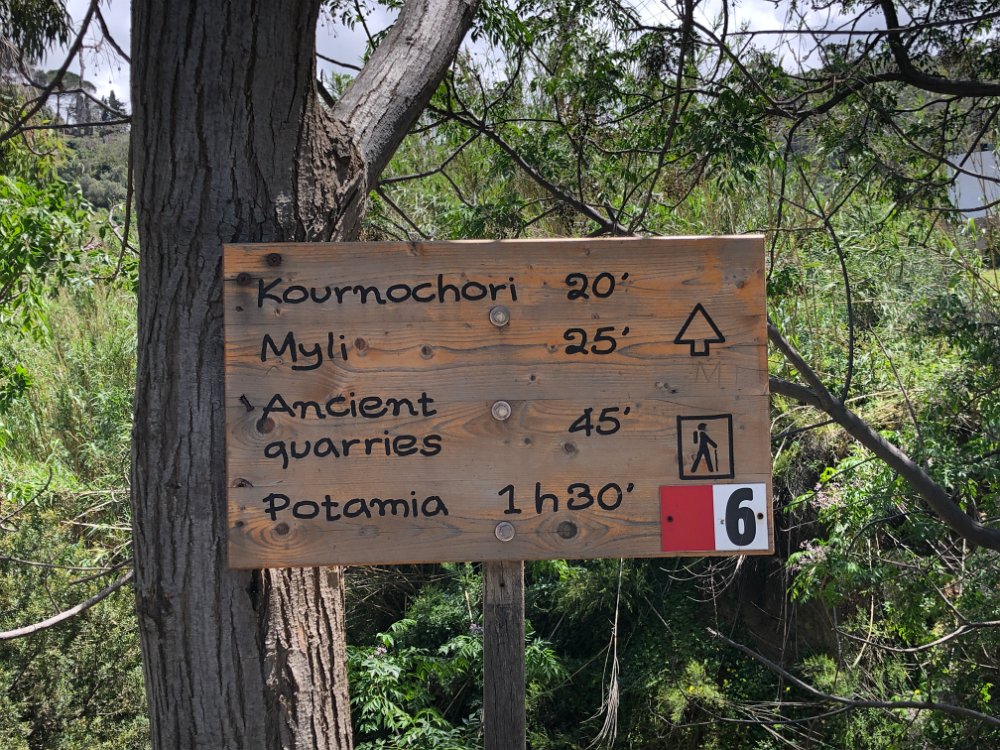 Kournochori 20′
Myli 25′
Ancient
quarries 45′
Potamia 1h30′
6